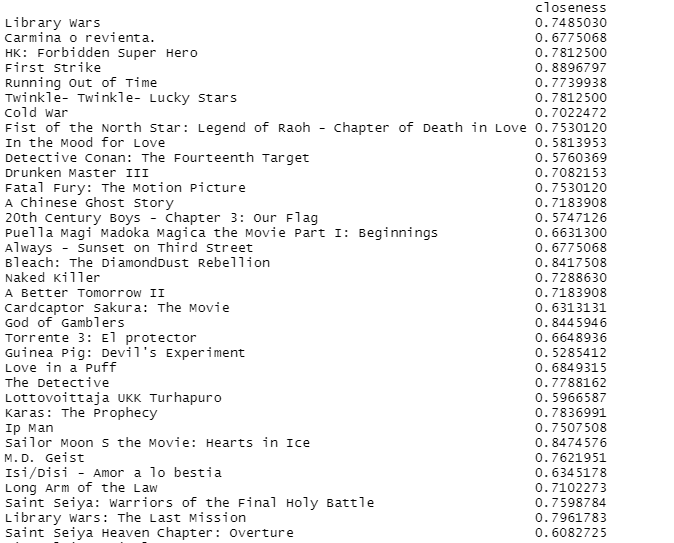 closeness
Library Wars 0.7485030
Carmina o revienta. 0.6775068
HK: Forbidden Super Hero 0.7812500
First Strike 0.8896797
Running Out of Time 0.7739938
Twinkle- Twinkle- Lucky Stars 0.7812500
Cold War 0.7022472
Fist of the North Star: Legend of Raoh - Chapter of Death in Love 0.7530120
In the Mood for Love 0.5813953
Detective Conan: The Fourteenth Target 0.5760369
Drunken Master III 0.7082153
Fatal Fury: The Motion Picture 0.7530120
A Chinese Ghost Story 0.7183908
20th Century Boys - Chapter 3: Our Flag 0.5747126
Puella Magi Madoka Magica the Movie Part I: Beginnings 0.6631300
Always - Sunset on Third Street 0.6775068
Bleach: The DiamondDust Rebellion 0.8417508
Naked Killer 0.7288630
A Better Tomorrow II 0.7183908
Cardcaptor Sakura: The Movie 0.6313131
God of Gamblers 0.8445946
Torrente 3: El protector 0.6648936
Guinea Pig: Devil's Experiment 0.5285412
Love in a Puff 0.6849315
The Detective 0.7788162
Lottovoittaja UKK Turhapuro 0.5966587
Karas: The Prophecy 0.7836991
Ip Man 0.7507508
Sailor Moon S the Movie: Hearts in Ice 0.8474576
M.D. Geist 0.7621951
Isi/Disi - Amor a lo bestia 0.6345178
Long Arm of the Law 0.7102273
Saint Seiya: Warriors of the Final Holy Battle 0.7598784
Library Wars: The Last Mission 0.7961783
Saint Seiya Heaven Chapter: Overture 0.6082725